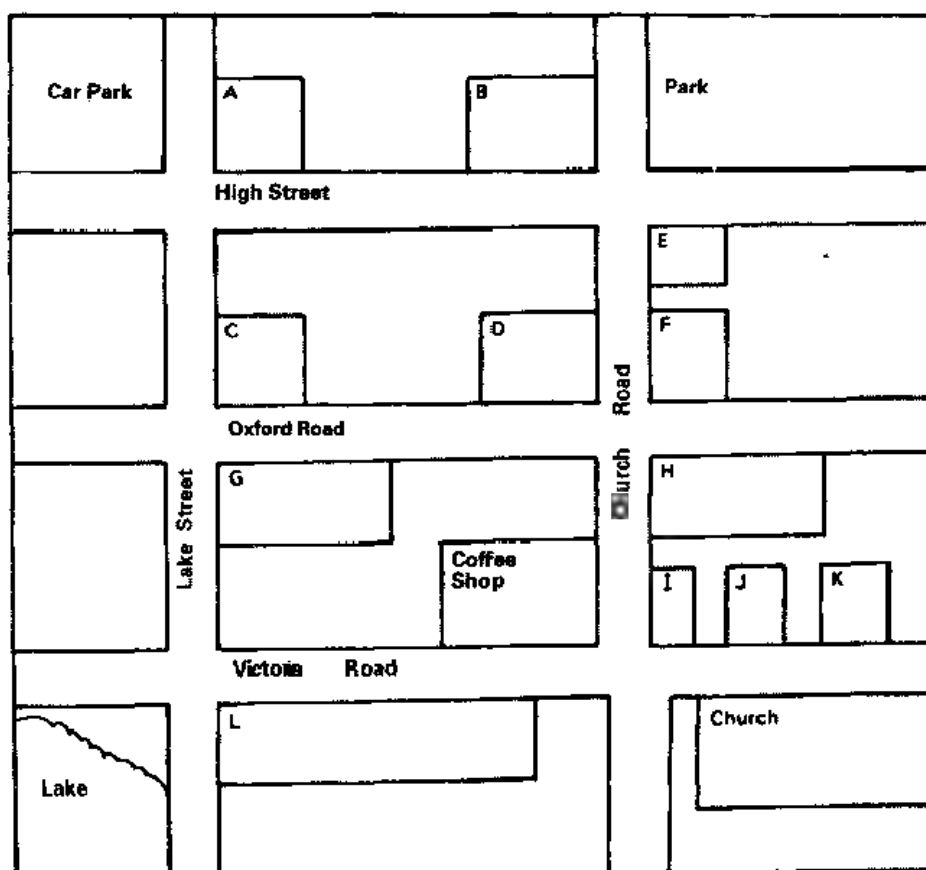 Car Park
A
B
Park
High Street
E
C
D
F
Road
Oxford Road
G
H
Lake Street
Coffee
Shop
I
J
K
Victoria Road
L
Church
Lake